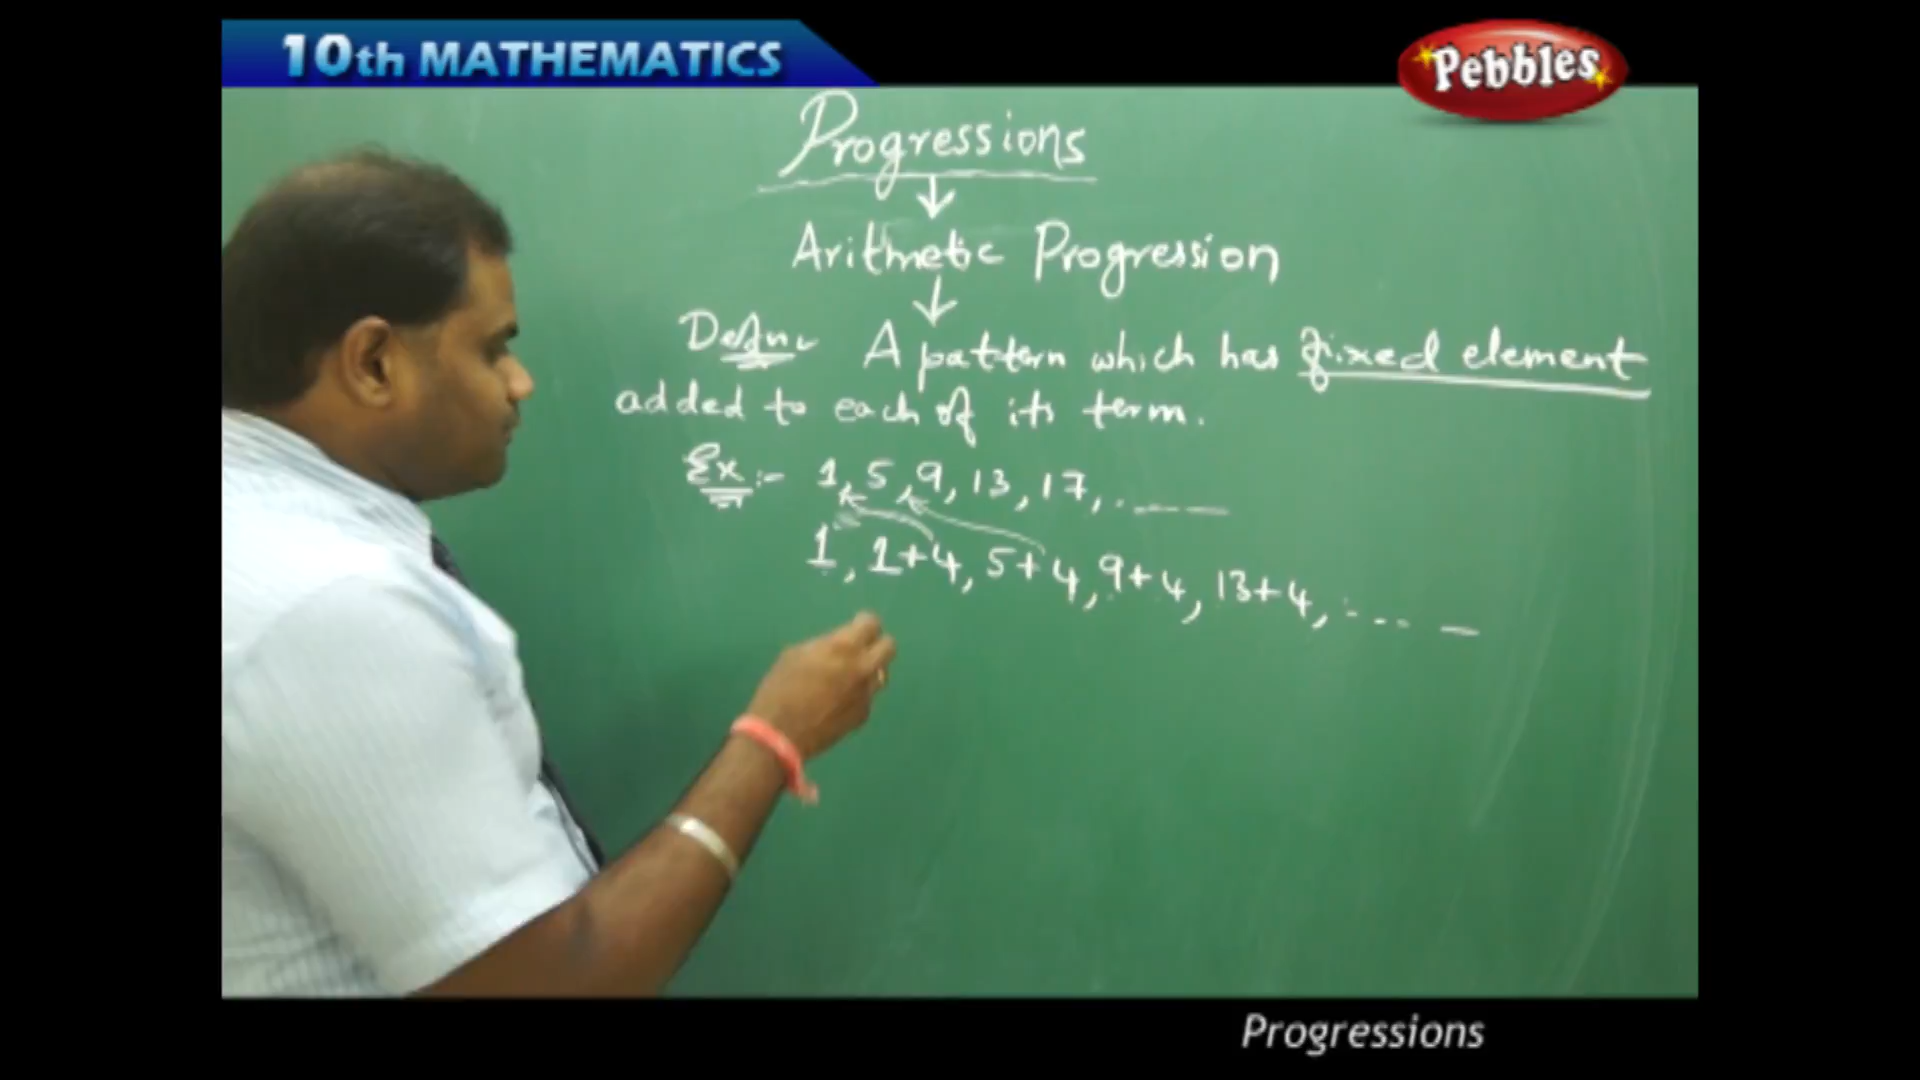 10th MATHEMATICS
Pebbles
Progressions
Arithmetic Progression
Defn: A pattern which has fixed element
added to each of its term.
Ex:- 1, 5, 9, 13, 17, . ———
1, 1+4, 5+4, 9+4, 13+4, .... —
Progressions